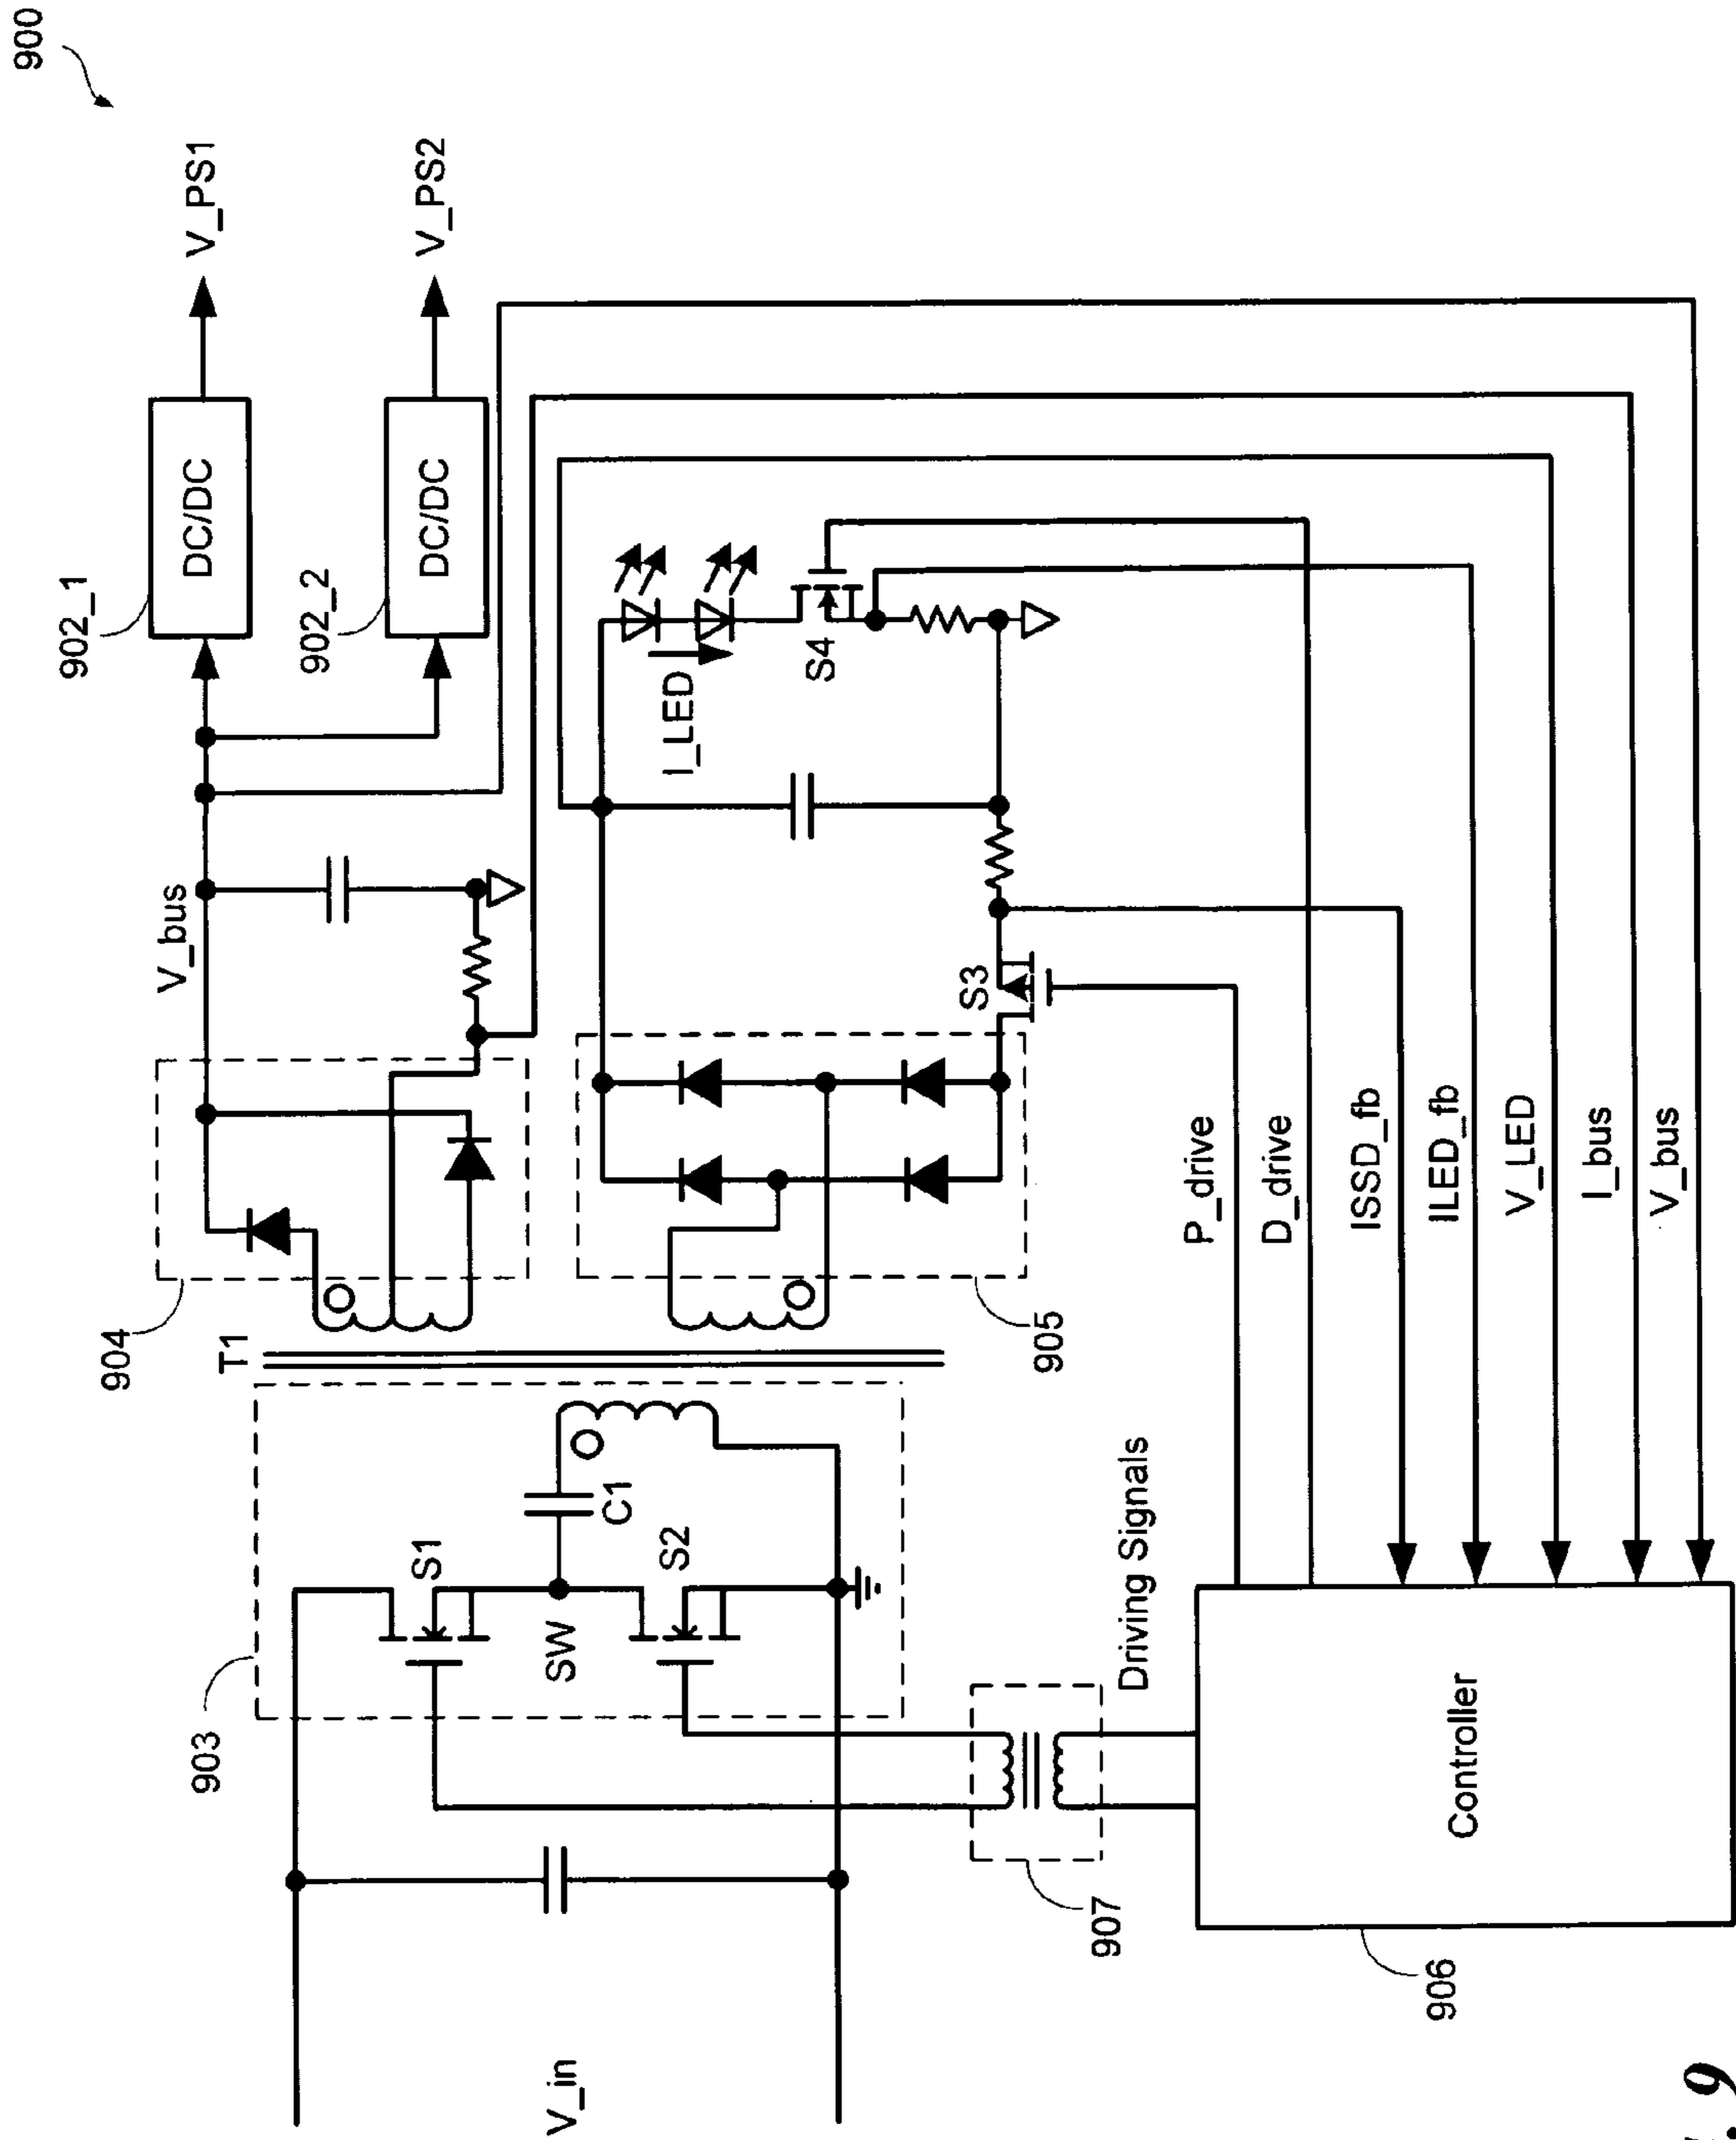 900
V_PS1
V_PS2
902_1
DC/DC
902_2
DC/DC
V_bus
904
T1
903
S1
SW
C1
S2
I_LED
S4
S3
905
V_in
907
Driving Signals
P_drive
D_drive
ISSD_fb
ILED_fb
V_LED
I_bus
V_bus
Controller
906
9